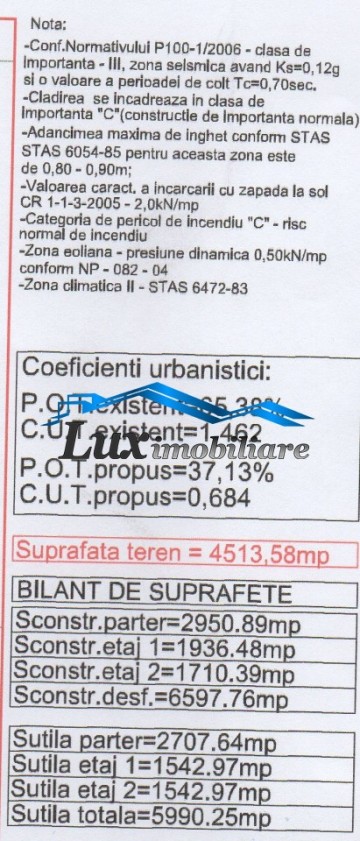 Nota:
-Conf.Normativului P100-1/2006 - clasa de
importanta - III, zona seismica avand Ks=0,12g
si o valoare a perioadei de colt Tc=0,70sec.
-Cladirea se incadreaza in clasa de
importanta "C"(constructie de importanta normala)
-Adancimea maxima de inghet conform STAS
STAS 6054-85 pentru aceasta zona este
de 0,80 - 0,90m;
-Valoarea caract. a incarcarii cu zapada la sol
CR 1-1-3-2005 - 2,0kN/mp
-Categoria de pericol de incendiu "C" - risc
normal de incendiu
-Zona eoliana - presiune dinamica 0,50kN/mp
conform NP - 082 - 04
-Zona climatica II - STAS 6472-83
Coeficienti urbanistici:
P.O.T.existent=65,38%
C.U.T.existent=1,462
Luximobiliare
P.O.T.propus=37,13%
C.U.T.propus=0,684
Suprafata teren = 4513,58mp
BILANT DE SUPRAFETE
Sconstr.parter=2950.89mp
Sconstr.etaj 1=1936.48mp
Sconstr.etaj 2=1710.39mp
Sconstr.desf.=6597.76mp
Sutila parter=2707.64mp
Sutila etaj 1=1542.97mp
Sutila etaj 2=1542.97mp
Sutila totala=5990.25mp